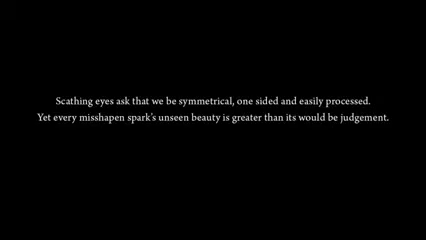 Scathing eyes ask that we be symmetrical, one sided and easily processed.
Yet every misshapen spark's unseen beauty is greater than its would be judgement.